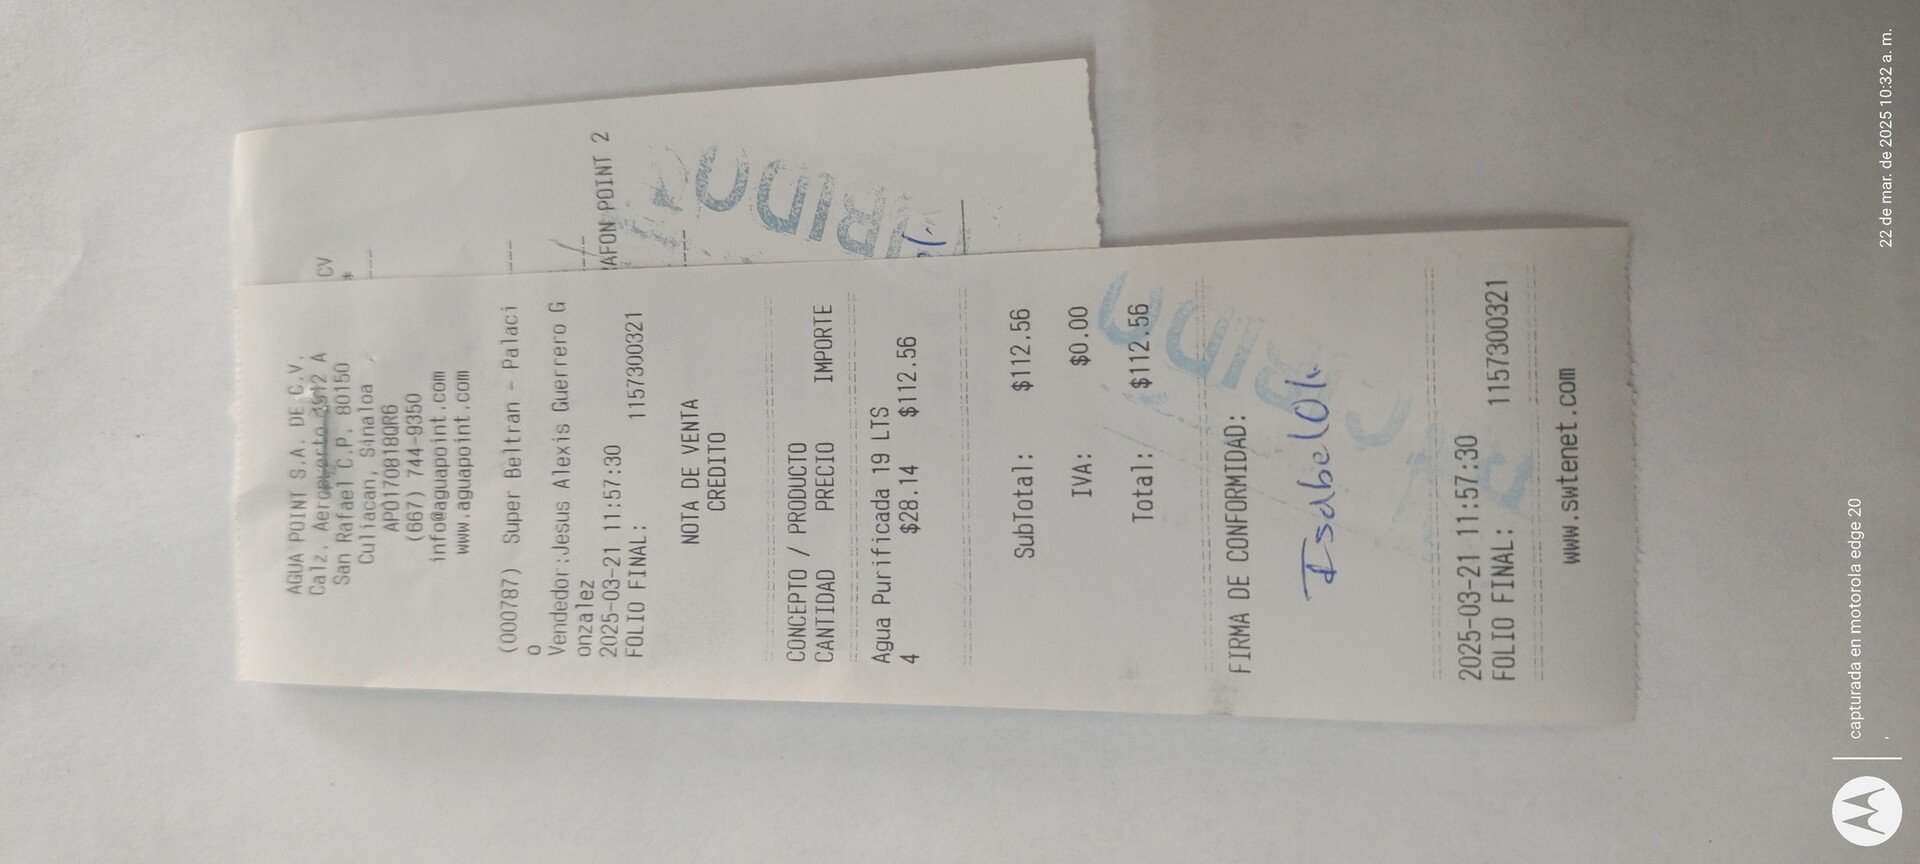 AGUA POINT S.A. DE C.V.
Calz. Aeropuerto A
San Rafael C.P. 80150
Culiacan, Sinaloa
APO170818QR6
(667) 744-9350
info@aguapoint.com
www.aguapoint.com
(000787) Super Beltran - Palaci
o
Vendedor:Jesus Alexis Guerrero G
onzalez
2025-03-21 11:57:30
FOLIO FINAL: 1157300321
NOTA DE VENTA
CREDITO
CONCEPTO / PRODUCTO
CANTIDAD PRECIO IMPORTE
Agua Purificada 19 LTS
4 $28.14 $112.56
SubTotal: $112.56
IVA: $0.00
Total: $112.56
FIRMA DE CONFORMIDAD:
2025-03-21 11:57:30
FOLIO FINAL: 1157300321
www.swtenet.com
CV
*
AFON POINT 2
capturada en motorola edge 20
22 de mar. de 2025 10:32 a. m.